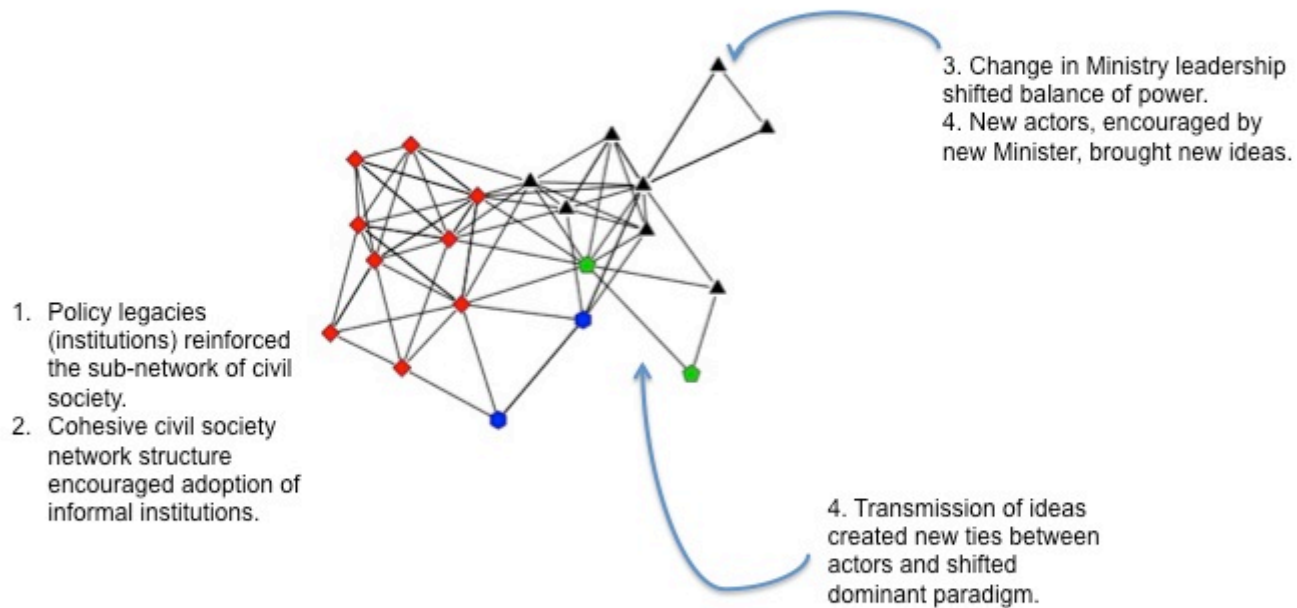 3. Change in Ministry leadership
shifted balance of power.
4. New actors, encouraged by
new Minister, brought new ideas.
1. Policy legacies
(institutions) reinforced
the sub-network of civil
society.
2. Cohesive civil society
network structure
encouraged adoption of
informal institutions.
4. Transmission of ideas
created new ties between
actors and shifted
dominant paradigm.